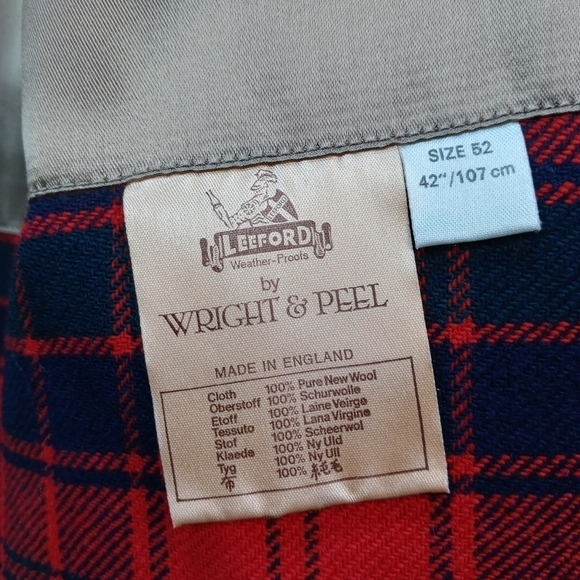 LEEFORD
Weather-Proofs
by
WRIGHT & PEEL
MADE IN ENGLAND
Cloth 100% Pure New Wool
Oberstoff 100% Schurwolle
Etoff 100% Laine Veirge
Tessuto 100% Lana Virgine
Stof 100% Scheerwol
Klaede 100% Ny Uld
Tyg 100% Ny Ull
布 100% 純毛
SIZE 52
42"/107 cm